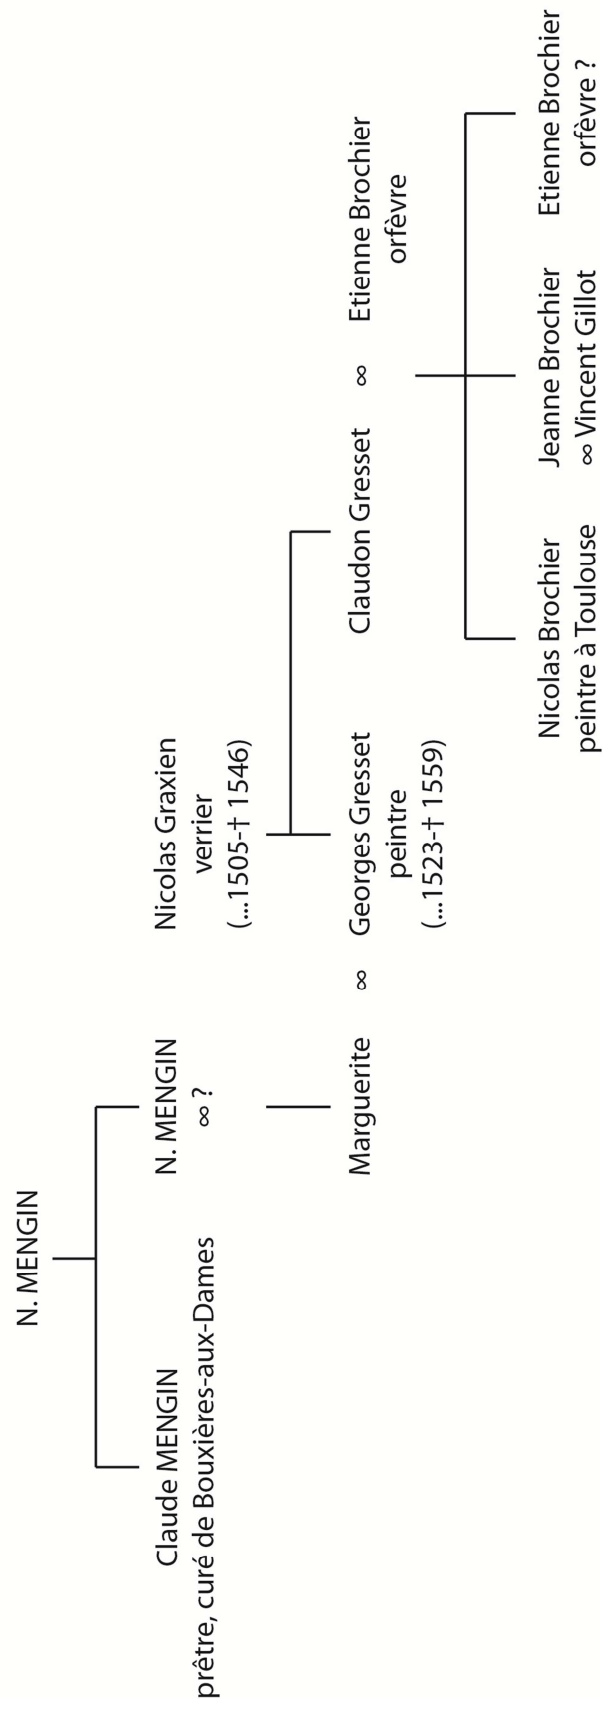 N. MENGIN
Claude MENGIN
prêtre, curé de Bouxières-aux-Dames
N. MENGIN
∞ ?
Nicolas Graxien
verrier
(...1505-† 1546)
Marguerite
∞
Georges Gresset
peintre
(...1523-† 1559)
Claudon Gresset
∞
Etienne Brochier
orfèvre
Nicolas Brochier
peintre à Toulouse
Jeanne Brochier
∞ Vincent Gillot
Etienne Brochier
orfèvre ?